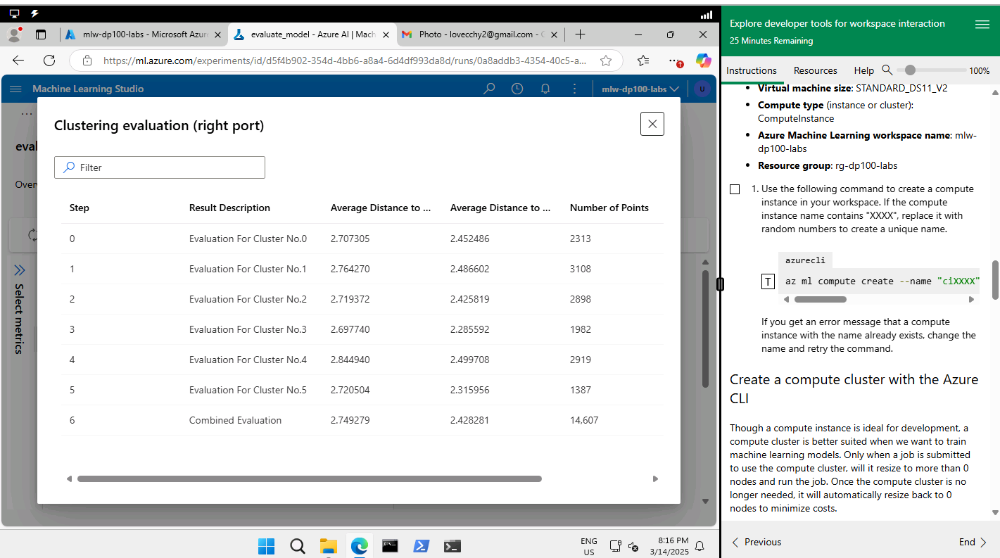 mlw-dp100-labs - Microsoft Azur
evaluate_model - Azure AI | Mach
Photo - lovecchy2@gmail.com - G
https://ml.azure.com/experiments/id/d5f4b902-354d-4bb6-a8a4-6d4df993da8d/runs/0a8addb3-4354-40c5-a...
Machine Learning Studio
mlw-dp100-labs
U
...
eval
Over
Select metrics
Clustering evaluation (right port)
Filter
Step Result Description Average Distance to ... Average Distance to ... Number of Points
0 Evaluation For Cluster No.0 2.707305 2.452486 2313
1 Evaluation For Cluster No.1 2.764270 2.486602 3108
2 Evaluation For Cluster No.2 2.719372 2.425819 2898
3 Evaluation For Cluster No.3 2.697740 2.285592 1982
4 Evaluation For Cluster No.4 2.844940 2.499708 2919
5 Evaluation For Cluster No.5 2.720504 2.315956 1387
6 Combined Evaluation 2.749279 2.428281 14,607
ENG
US
8:16 PM
3/14/2025
Explore developer tools for workspace interaction
25 Minutes Remaining
Instructions Resources Help 100%
• Virtual machine size: STANDARD_DS11_V2
• Compute type (instance or cluster):
ComputeInstance
• Azure Machine Learning workspace name: mlw-
dp100-labs
• Resource group: rg-dp100-labs
1. Use the following command to create a compute
instance in your workspace. If the compute
instance name contains "XXXX", replace it with
random numbers to create a unique name.
azurecli
T az ml compute create --name "ciXXXX"
If you get an error message that a compute
instance with the name already exists, change the
name and retry the command.
Create a compute cluster with the Azure
CLI
Though a compute instance is ideal for development, a
compute cluster is better suited when we want to train
machine learning models. Only when a job is submitted
to use the compute cluster, will it resize to more than 0
nodes and run the job. Once the compute cluster is no
longer needed, it will automatically resize back to 0
nodes to minimize costs.
Previous
End